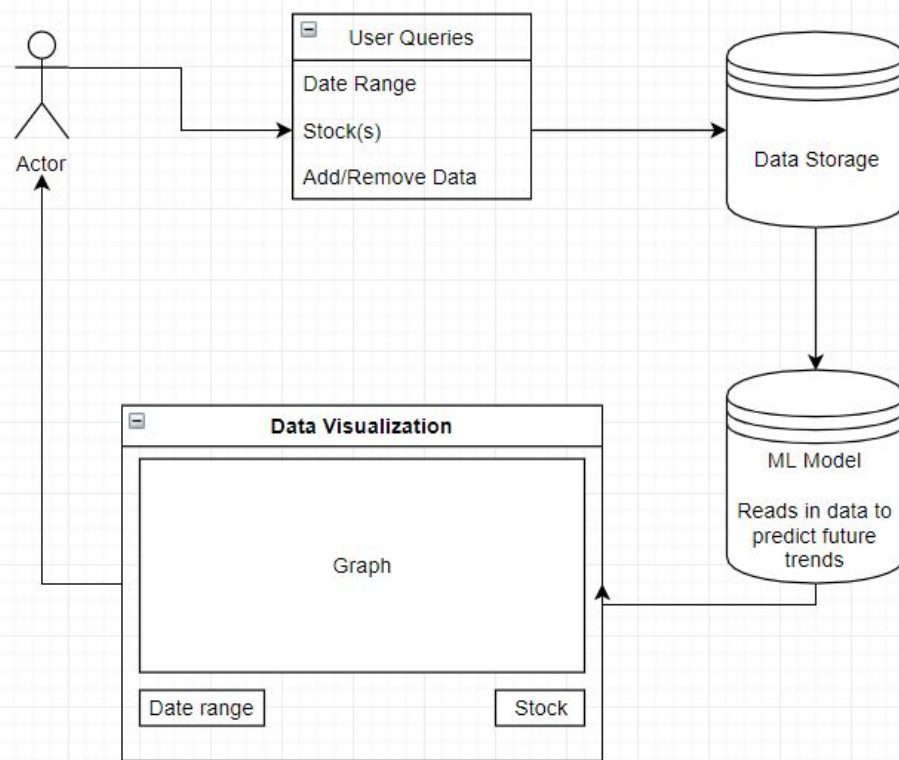 User Queries
Date Range
Stock(s)
Add/Remove Data
Actor
Data Storage
ML Model
Reads in data to
predict future
trends
Data Visualization
Graph
Date range
Stock